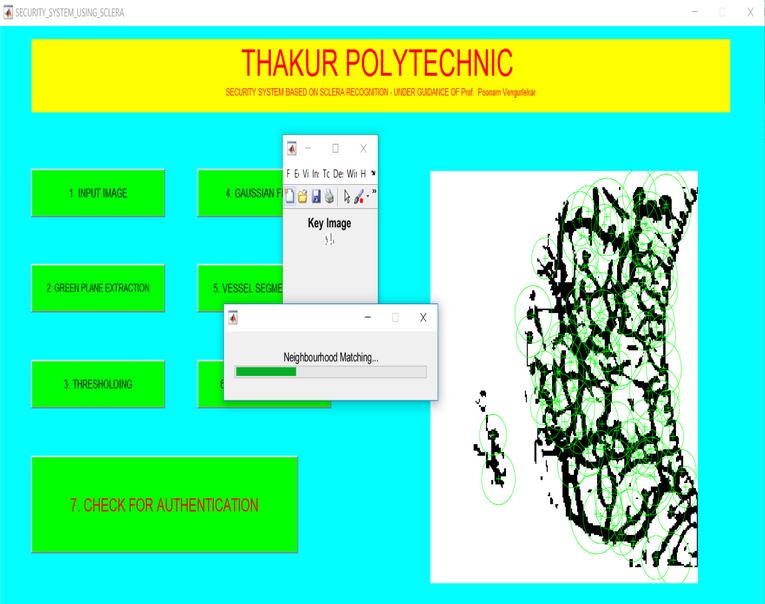 SECURITY_SYSTEM_USING_SCLERA
THAKUR POLYTECHNIC
SECURITY SYSTEM BASED ON SCLERA RECOGNITION - UNDER GUIDANCE OF Prof. Poonam Vengurlekar
1. INPUT IMAGE
4. GAUSSIAN FI
F E Vi In: Tc De: Wir H
Key Image
2. GREEN PLANE EXTRACTION
5. VESSEL SEGME
Neighbourhood Matching...
3. THRESHOLDING
6
7. CHECK FOR AUTHENTICATION